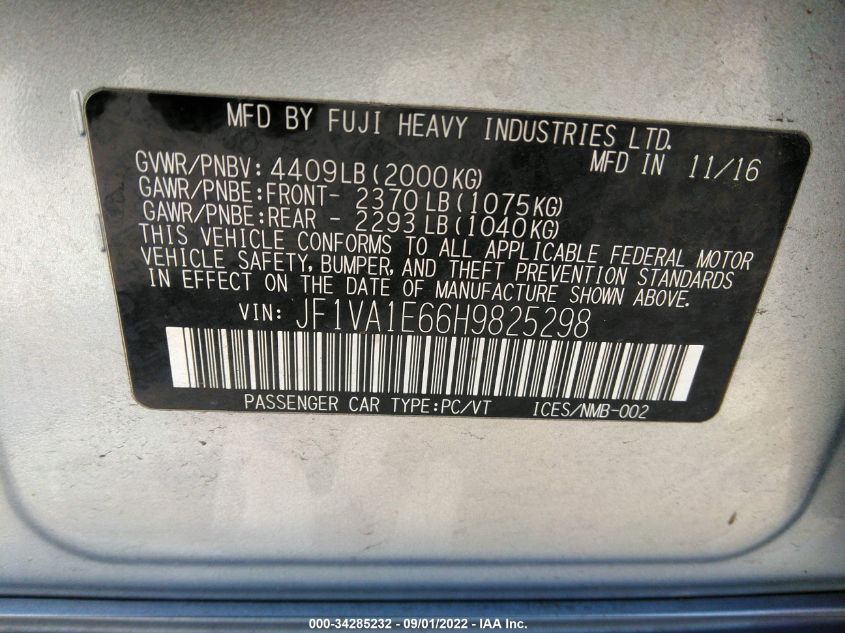 MFD BY FUJI HEAVY INDUSTRIES LTD.
MFD IN 11/16
GVWR/PNBV: 4409LB (2000KG)
GAWR/PNBE:FRONT- 2370 LB (1075KG)
GAWR/PNBE:REAR - 2293 LB (1040KG)
THIS VEHICLE CONFORMS TO ALL APPLICABLE FEDERAL MOTOR
VEHICLE SAFETY, BUMPER, AND THEFT PREVENTION STANDARDS
IN EFFECT ON THE DATE OF MANUFACTURE SHOWN ABOVE.
VIN: JF1VA1E66H9825298
PASSENGER CAR TYPE:PC/VT ICES/NMB-002
000-34285232 - 09/01/2022 - IAA Inc.